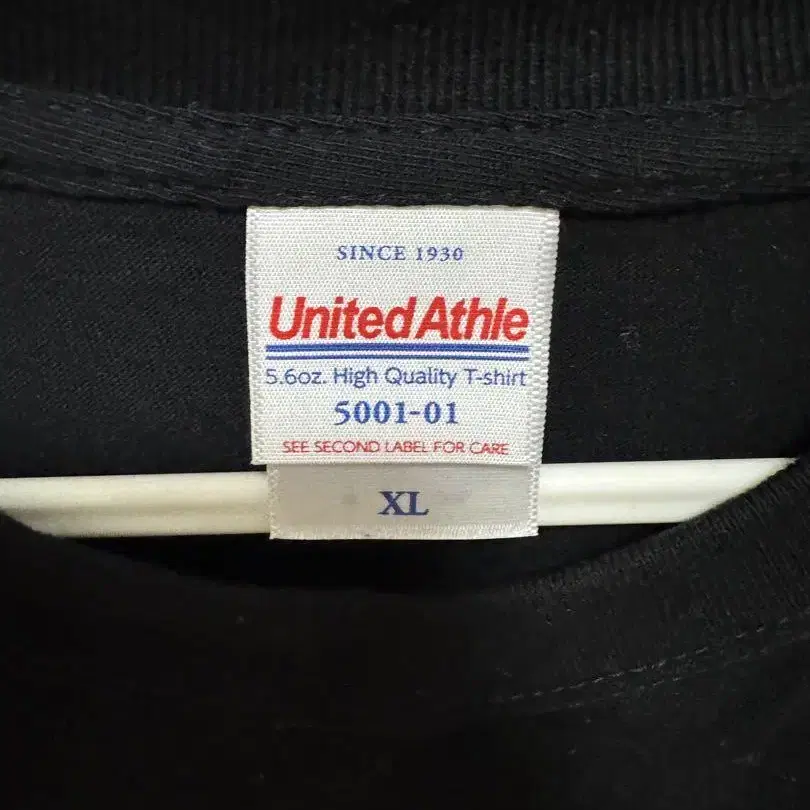 SINCE 1930
United Athle
5.6oz. High Quality T-shirt
5001-01
SEE SECOND LABEL FOR CARE
XL